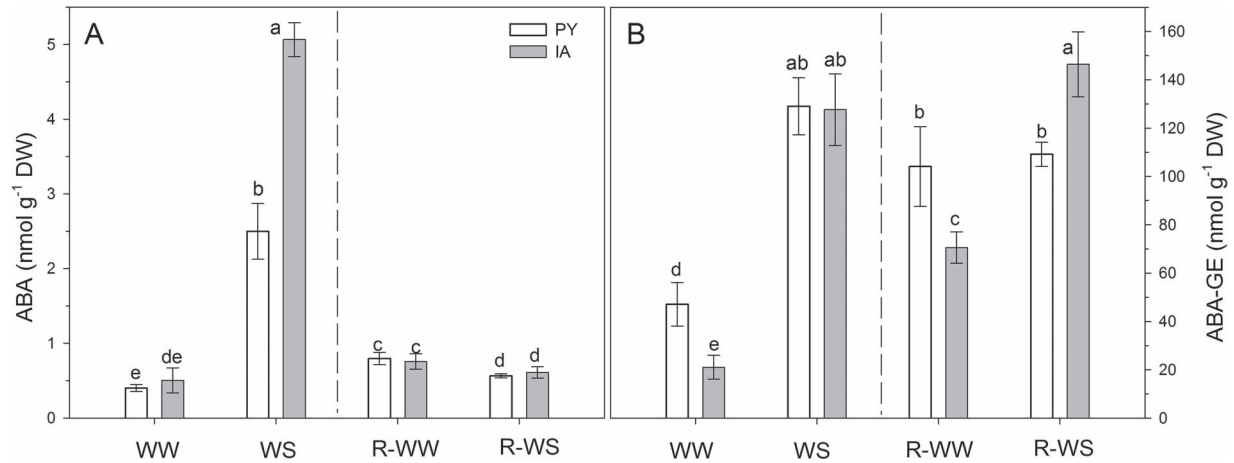 A
PY
IA
ABA (nmol g⁻¹ DW)
5
4
3
2
1
0
e
de
b
a
c
c
d
d
WW
WS
R-WW
R-WS
B
ABA-GE (nmol g⁻¹ DW)
160
140
120
100
80
60
40
20
0
d
e
ab
ab
b
c
b
a
WW
WS
R-WW
R-WS